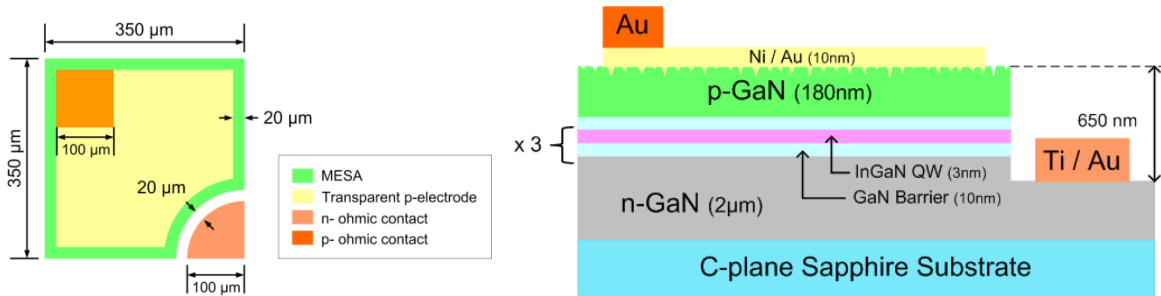 350 µm
350 µm
100 µm
20 µm
20 µm
100 µm
MESA
Transparent p-electrode
n- ohmic contact
p- ohmic contact
Au
Ni / Au (10nm)
p-GaN (180nm)
x 3
650 nm
Ti / Au
InGaN QW (3nm)
GaN Barrier (10nm)
n-GaN (2µm)
C-plane Sapphire Substrate